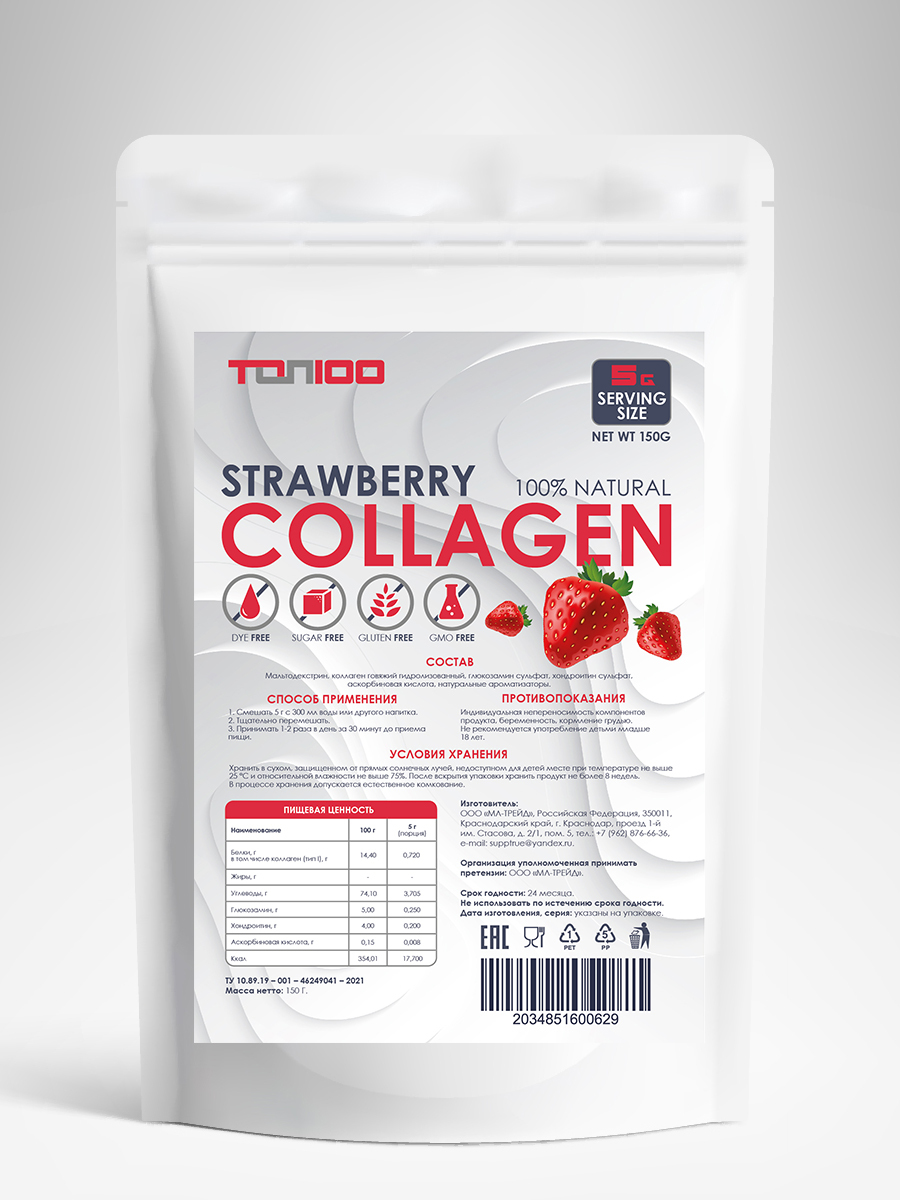 ТОП100
5G
SERVING
SIZE
NET WT 150G
STRAWBERRY
100% NATURAL
COLLAGEN
DYE FREE
SUGAR FREE
GLUTEN FREE
GMO FREE
СОСТАВ
Мальтодекстрин, коллаген говяжий гидролизованный, глюкозамин сульфат, хондроитин сульфат,
аскорбиновая кислота, натуральные ароматизаторы.
СПОСОБ ПРИМЕНЕНИЯ
1. Смешать 5 г с 300 мл воды или другого напитка.
2. Тщательно перемешать.
3. Принимать 1-2 раза в день за 30 минут до приема
пищи.
ПРОТИВОПОКАЗАНИЯ
Индивидуальная непереносимость компонентов
продукта, беременность, кормление грудью.
Не рекомендуется употребление детьми младше
18 лет.
УСЛОВИЯ ХРАНЕНИЯ
Хранить в сухом, защищенном от прямых солнечных лучей, недоступном для детей месте при температуре не выше
25 °С и относительной влажности не выше 75%. После вскрытия упаковки хранить продукт не более 8 недель.
В процессе хранения допускается естественное комкование.
ПИЩЕВАЯ ЦЕННОСТЬ
Наименование 100 г 5 г
(порция)
Белки, г
в том числе коллаген (тип I), г 14,40 0,720
Жиры, г - -
Углеводы, г 74,10 3,705
Глюкозамин, г 5,00 0,250
Хондроитин, г 4,00 0,200
Аскорбиновая кислота, г 0,15 0,008
Ккал 354,01 17,700
ТУ 10.89.19 – 001 – 46249041 – 2021
Масса нетто: 150 Г.
Изготовитель:
ООО «МЛ-ТРЕЙД», Российская Федерация, 350011,
Краснодарский край, г. Краснодар, проезд 1-й
им. Стасова, д. 2/1, пом. 5, тел.: +7 (962) 876-66-36,
e-mail: supptrue@yandex.ru.
Организация уполномоченная принимать
претензии: ООО «МЛ-ТРЕЙД».
Срок годности: 24 месяца.
Не использовать по истечению срока годности.
Дата изготовления, серия: указаны на упаковке.
ЕАС
1
PET
5
PP
2034851600629